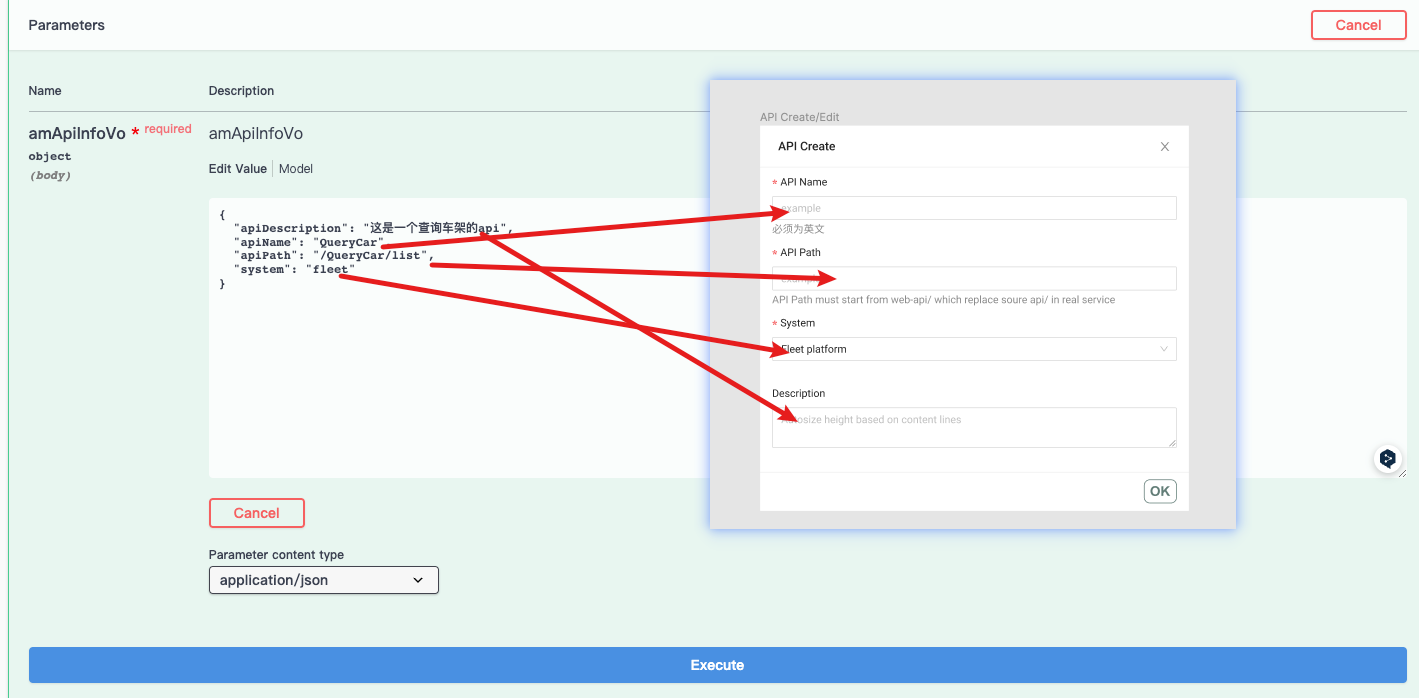 Parameters
Cancel
Name
Description
amApiInfoVo * required
object
(body)
amApiInfoVo
Edit Value
Model
{
"apiDescription": "这是一个查询车架的api",
"apiName": "QueryCar"
"apiPath": "/QueryCar/list",
"system": "fleet"
}
Cancel
Parameter content type
application/json
API Create/Edit
API Create
* API Name
example
必须为英文
* API Path
API Path must start from web-api/ which replace soure api/ in real service
* System
Fleet platform
Description
Autosize height based on content lines
OK
Execute